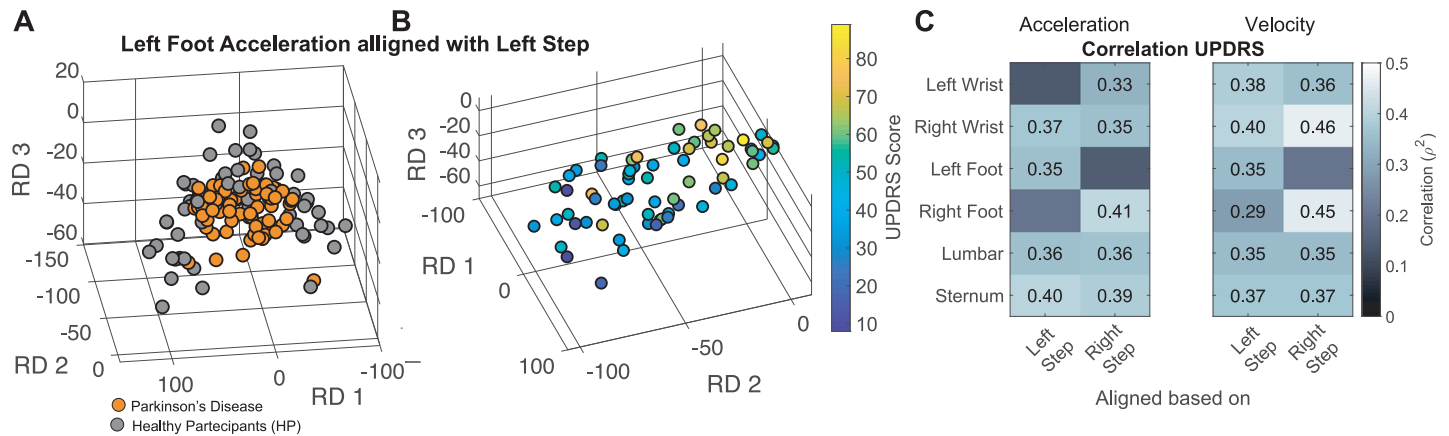 A
B
C
Left Foot Acceleration aligned with Left Step
20
0
-20
-40
-60
RD 3
-150
-100
-50
0
RD 2
100
0
-100
RD 1
Parkinson's Disease
Healthy Partecipants (HP)
0
-20
-40
-60
RD 3
-100
0
100
RD 1
-100
-50
0
RD 2
80
70
60
50
40
30
20
10
UPDRS Score
Acceleration Velocity
Correlation UPDRS
Left Wrist 0.33 0.38 0.36
Right Wrist 0.37 0.35 0.40 0.46
Left Foot 0.35 0.35
Right Foot 0.41 0.29 0.45
Lumbar 0.36 0.36 0.35 0.35
Sternum 0.40 0.39 0.37 0.37
Left Step
Right Step
Left Step
Right Step
Aligned based on
0.5
0.4
0.3
0.2
0.1
0
Correlation (ρ²)